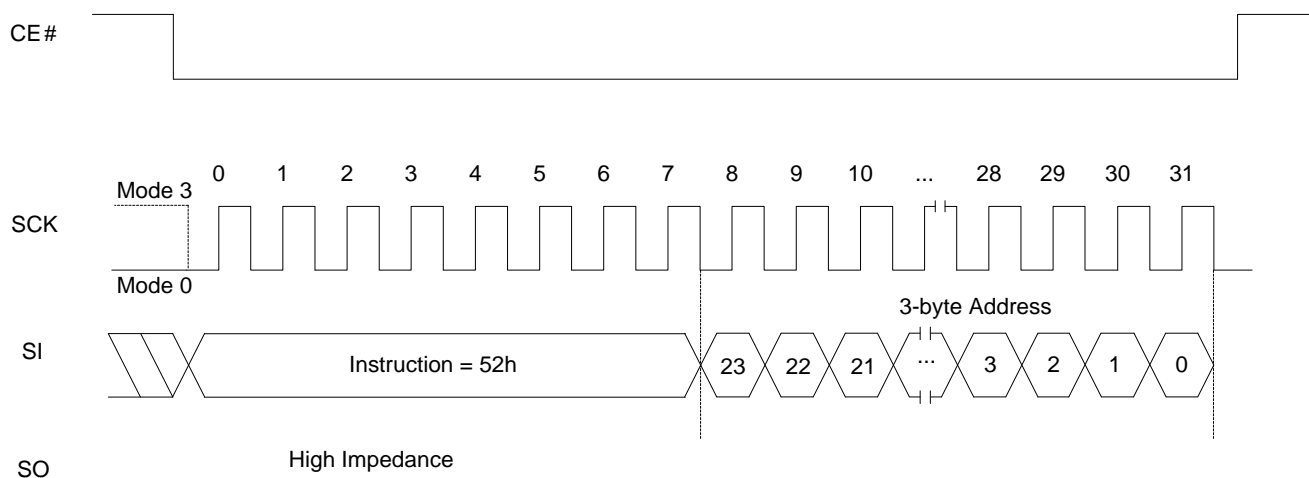 CE#
0 1 2 3 4 5 6 7 8 9 10 ... 28 29 30 31
Mode 3
SCK
Mode 0
3-byte Address
SI
Instruction = 52h
23 22 21 ... 3 2 1 0
High Impedance
SO